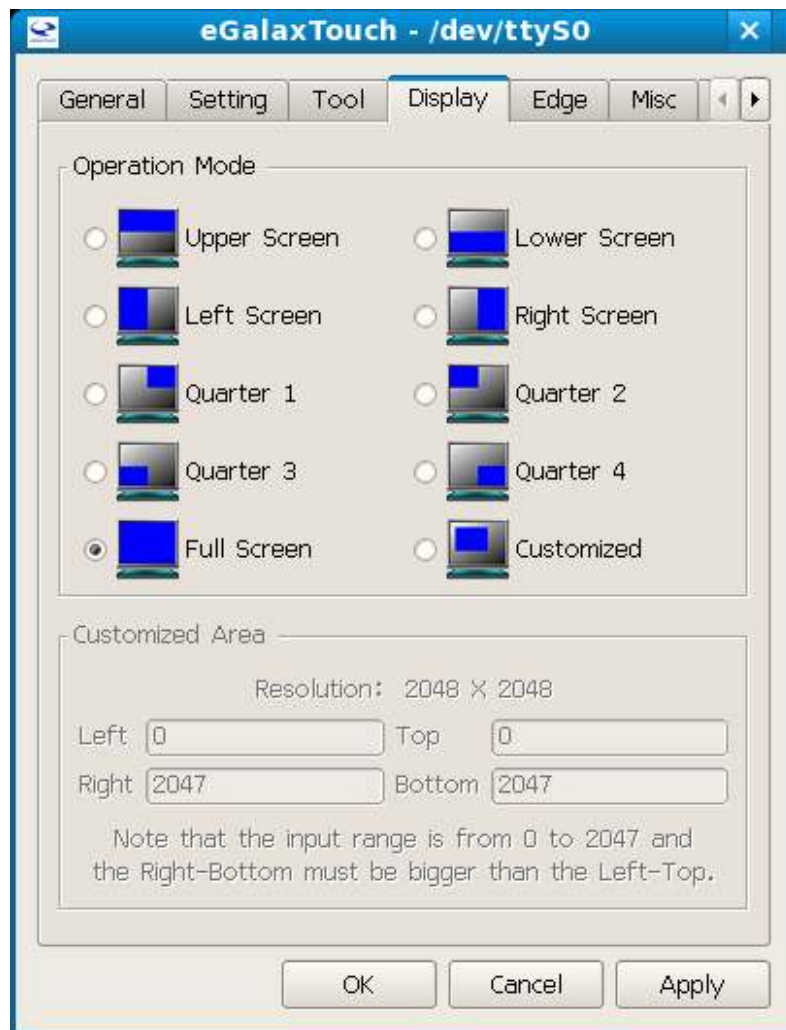 eGalaxTouch - /dev/ttyS0
General Setting Tool Display Edge Misc
Operation Mode
Upper Screen Lower Screen
Left Screen Right Screen
Quarter 1 Quarter 2
Quarter 3 Quarter 4
Full Screen Customized
Customized Area
Resolution: 2048 X 2048
Left 0 Top 0
Right 2047 Bottom 2047
Note that the input range is from 0 to 2047 and
the Right-Bottom must be bigger than the Left-Top.
OK Cancel Apply